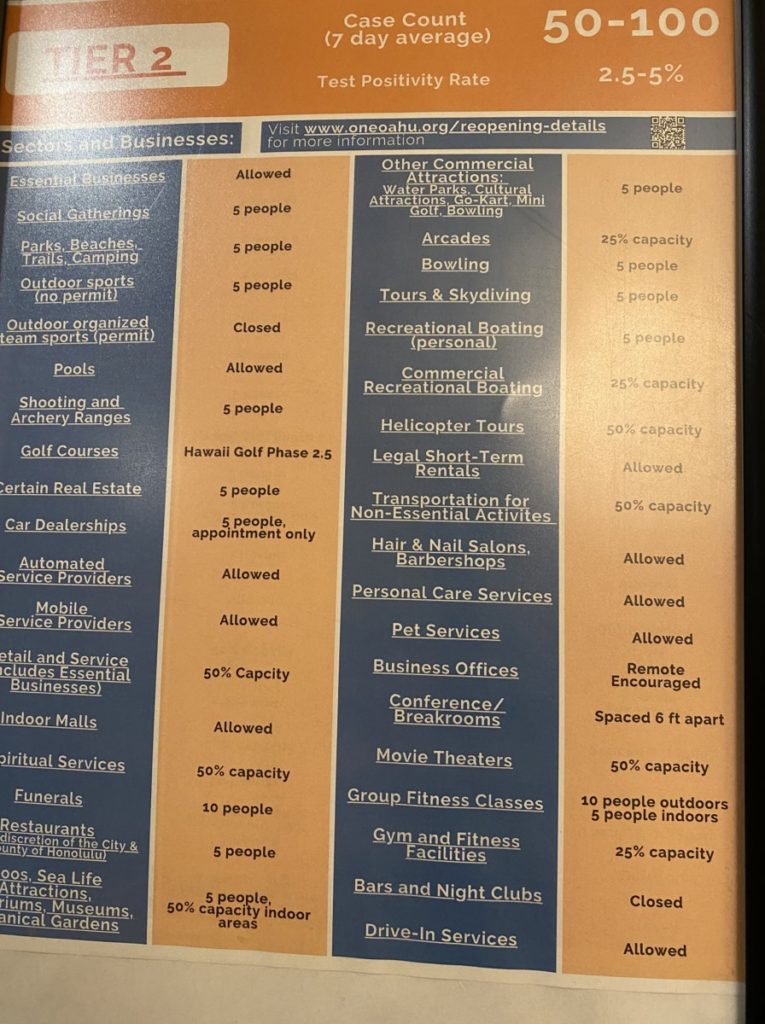 TIER 2
Case Count
(7 day average)
50-100
Test Positivity Rate
2.5-5%
Sectors and Businesses:
Visit www.oneoahu.org/reopening-details
for more information
Essential Businesses
Allowed
Social Gatherings
5 people
Parks, Beaches,
Trails, Camping
5 people
Outdoor sports
(no permit)
5 people
Outdoor organized
team sports (permit)
Closed
Pools
Allowed
Shooting and
Archery Ranges
5 people
Golf Courses
Hawaii Golf Phase 2.5
Certain Real Estate
5 people
Car Dealerships
5 people,
appointment only
Automated
Service Providers
Allowed
Mobile
Service Providers
Allowed
etail and Service
ncludes Essential
Businesses)
50% Capcity
Indoor Malls
Allowed
piritual Services
50% capacity
Funerals
10 people
Restaurants
discretion of the City &
ounty of Honolulu)
5 people
oos, Sea Life
Attractions,
riums, Museums,
anical Gardens
5 people,
50% capacity indoor
areas
Other Commercial
Attractions:
Water Parks, Cultural
Attractions, Go-Kart, Mini
Golf, Bowling
5 people
Arcades
25% capacity
Bowling
5 people
Tours & Skydiving
5 people
Recreational Boating
(personal)
5 people
Commercial
Recreational Boating
25% capacity
Helicopter Tours
50% capacity
Legal Short-Term
Rentals
Allowed
Transportation for
Non-Essential Activites
50% capacity
Hair & Nail Salons,
Barbershops
Allowed
Personal Care Services
Allowed
Pet Services
Allowed
Business Offices
Remote
Encouraged
Conference/
Breakrooms
Spaced 6 ft apart
Movie Theaters
50% capacity
Group Fitness Classes
10 people outdoors
5 people indoors
Gym and Fitness
Facilities
25% capacity
Bars and Night Clubs
Closed
Drive-In Services
Allowed